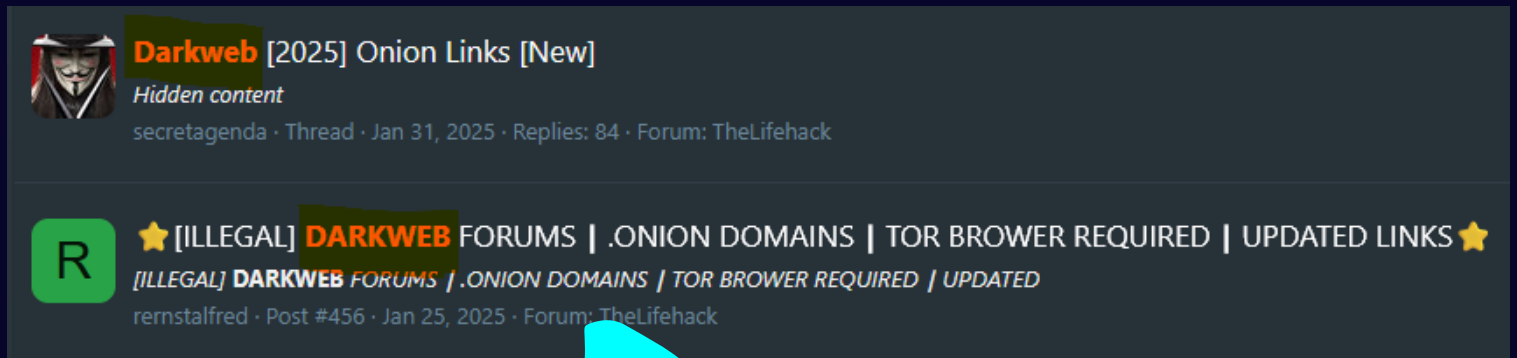 Darkweb [2025] Onion Links [New]
Hidden content
secretagenda · Thread · Jan 31, 2025 · Replies: 84 · Forum: TheLifehack
R
⭐[ILLEGAL] DARKWEB FORUMS | .ONION DOMAINS | TOR BROWER REQUIRED | UPDATED LINKS⭐
[ILLEGAL] DARKWEB FORUMS | .ONION DOMAINS | TOR BROWER REQUIRED | UPDATED
rernstalfred · Post #456 · Jan 25, 2025 · Forum: TheLifehack